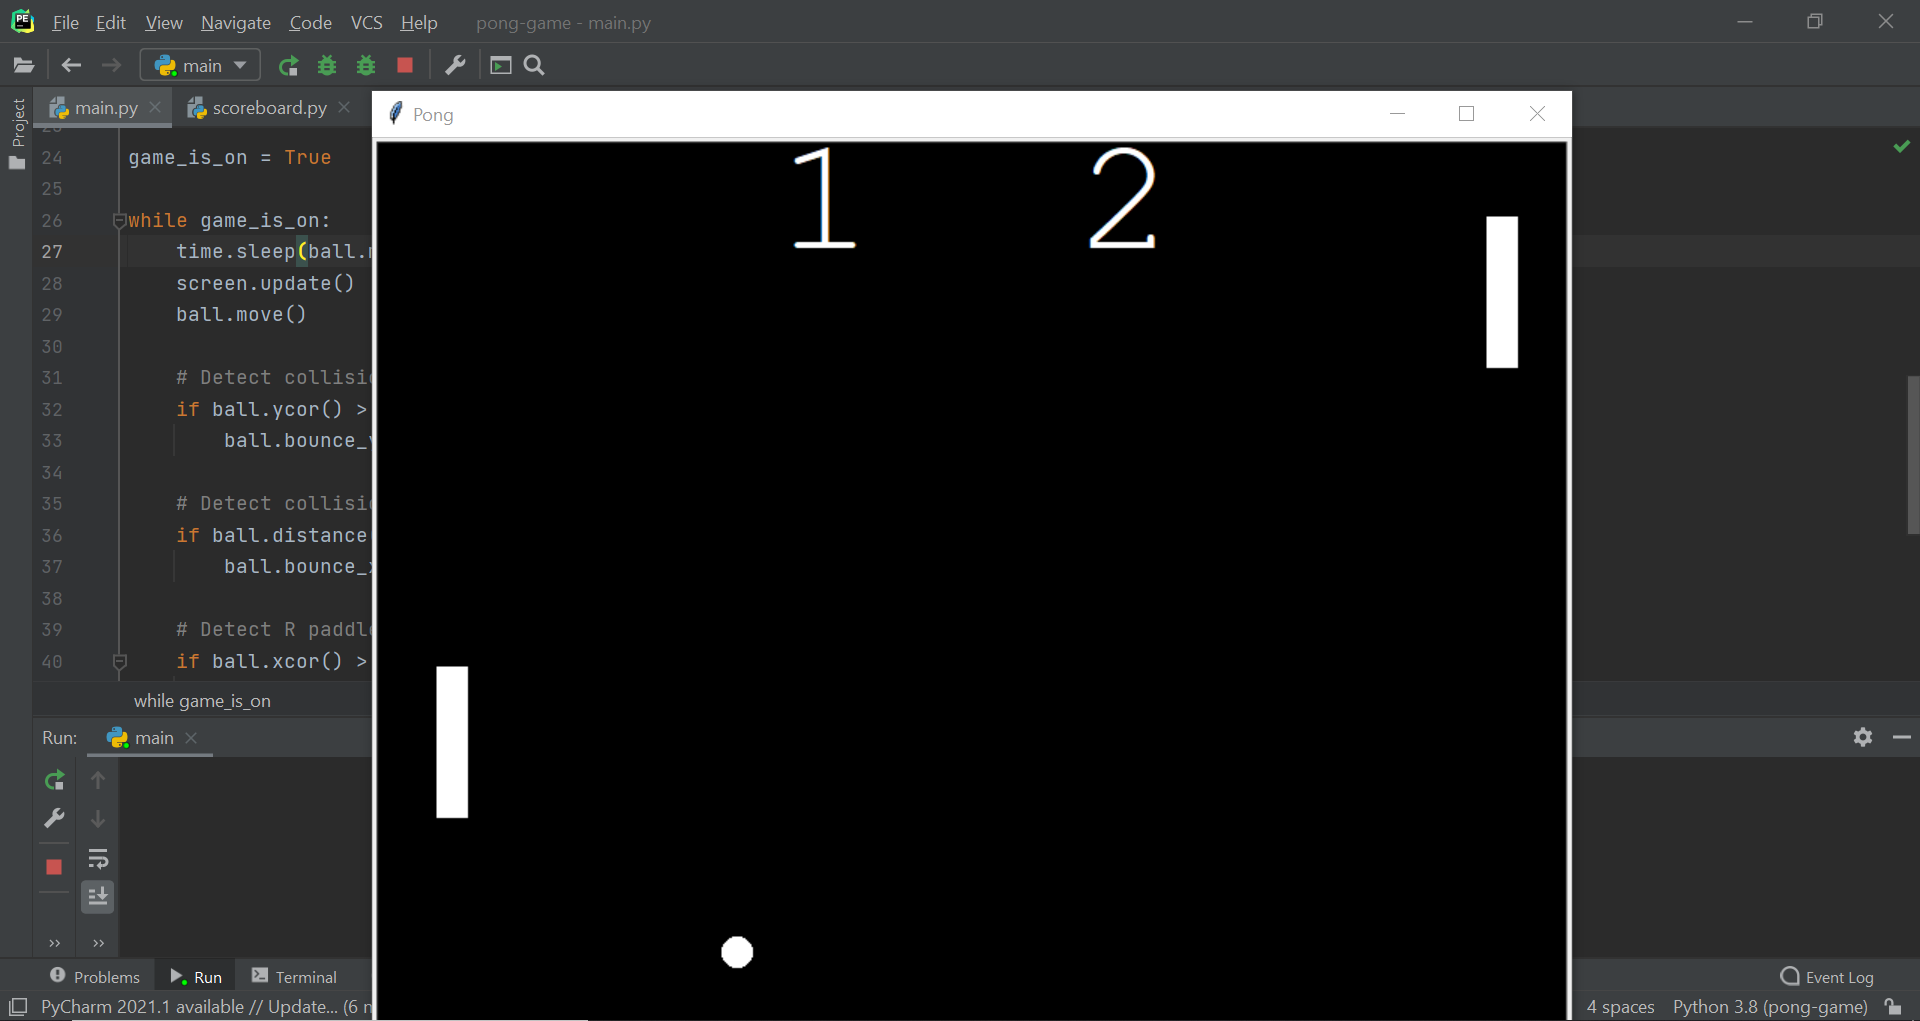 PE File Edit View Navigate Code VCS Help pong-game - main.py
main
Project
main.py scoreboard.py
Pong
1 2
24 game_is_on = True
25
26 while game_is_on:
27 time.sleep(ball.
28 screen.update()
29 ball.move()
30
31 # Detect collisi
32 if ball.ycor() >
33 ball.bounce_
34
35 # Detect collisi
36 if ball.distance
37 ball.bounce_
38
39 # Detect R paddl
40 if ball.xcor() >
while game_is_on
Run: main
Problems Run Terminal Event Log
PyCharm 2021.1 available // Update... (6 4 spaces Python 3.8 (pong-game)